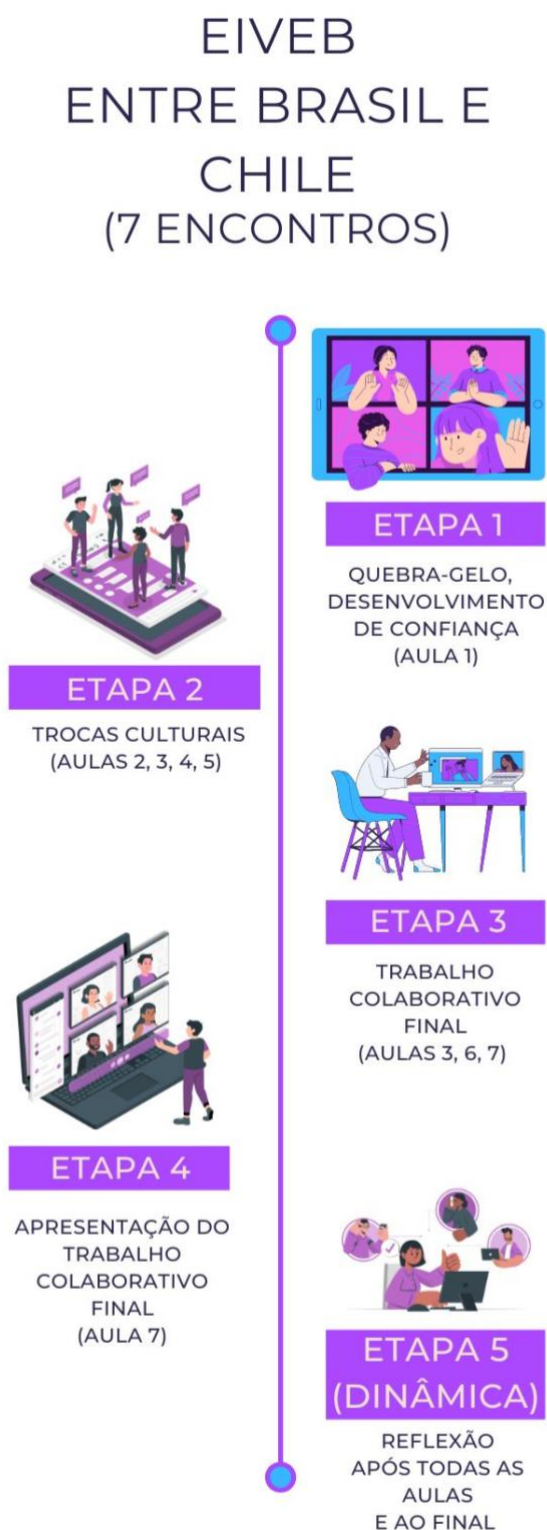 EIVEB
ENTRE BRASIL E
CHILE
(7 ENCONTROS)
ETAPA 1
QUEBRA-GELO,
DESENVOLVIMENTO
DE CONFIANÇA
(AULA 1)
ETAPA 2
TROCAS CULTURAIS
(AULAS 2, 3, 4, 5)
ETAPA 3
TRABALHO
COLABORATIVO
FINAL
(AULAS 3, 6, 7)
ETAPA 4
APRESENTAÇÃO DO
TRABALHO
COLABORATIVO
FINAL
(AULA 7)
ETAPA 5
(DINÂMICA)
REFLEXÃO
APÓS TODAS AS
AULAS
E AO FINAL